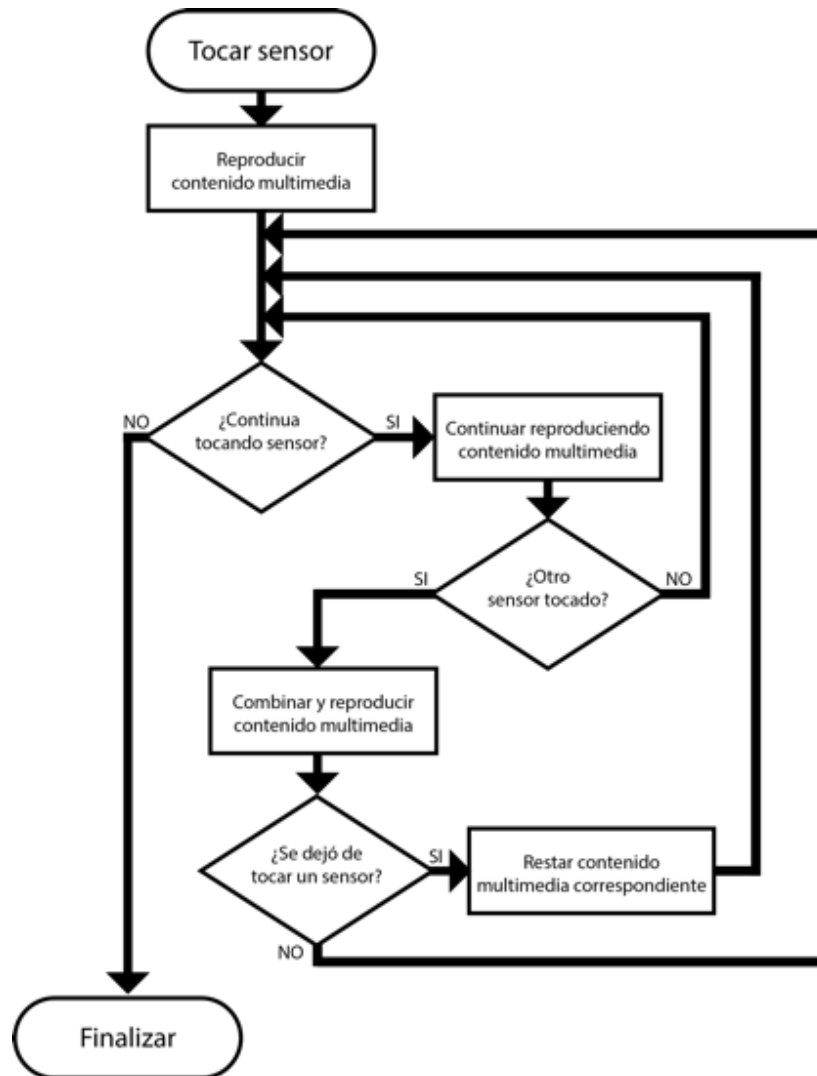 Tocar sensor
Reproducir
contenido multimedia
¿Continua
tocando sensor?
NO
SI
Continuar reproduciendo
contenido multimedia
¿Otro
sensor tocado?
SI
NO
Combinar y reproducir
contenido multimedia
¿Se dejó de
tocar un sensor?
SI
NO
Restar contenido
multimedia correspondiente
Finalizar